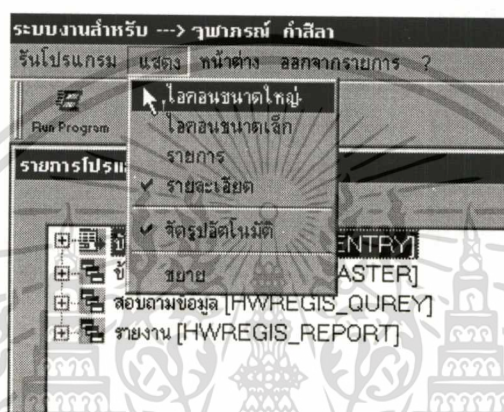 ระบบงานสำหรับ ---> จุฬาภรณ์ กำสีลา
รันโปรแกรม แสดง หน้าต่าง ออกจากรายการ ?
ไอคอนขนาดใหญ่
Run Program
ไอคอนขนาดเล็ก
รายการ
รายการโปรแ
รายละเอียด
จัดรูปอัตโนมัติ
ENTRY]
ขยาย
ASTER]
สอบถามข้อมูล [HWREGIS_QUREY]
รายงาน [HWREGIS_REPORT]